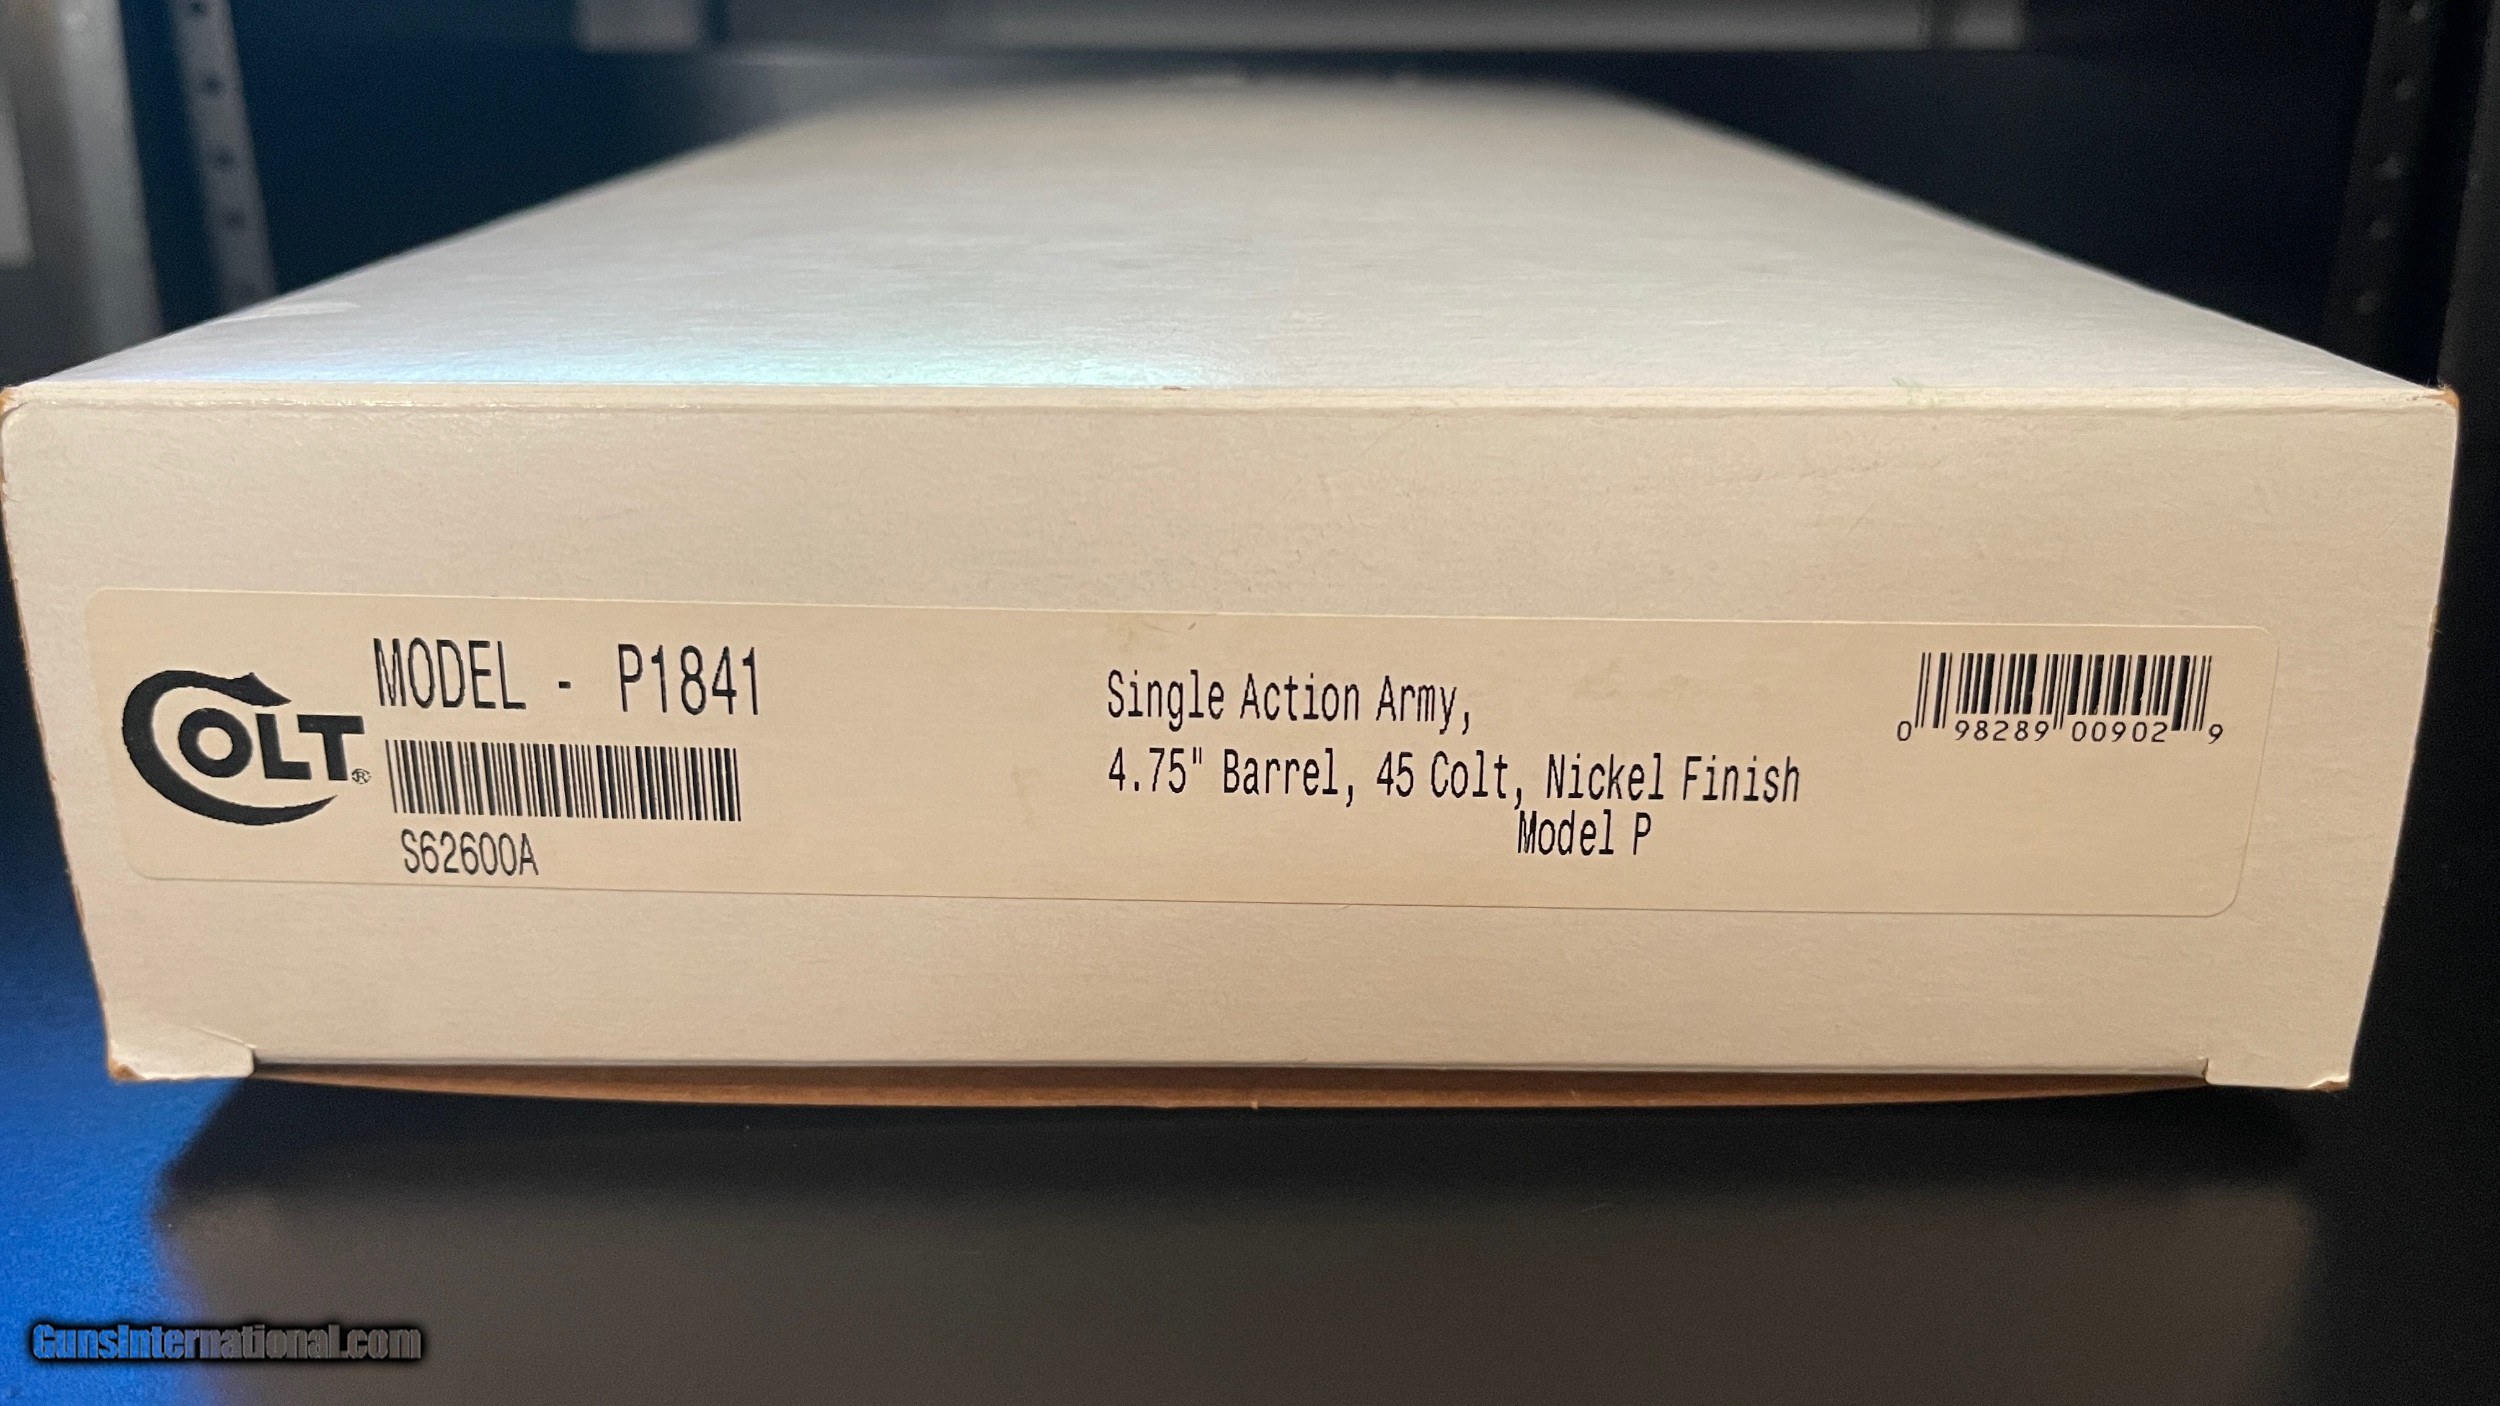 COLT®
MODEL - P1841
S62600A
Single Action Army,
4.75" Barrel, 45 Colt, Nickel Finish
Model P
0 98289 00902 9
GunsInternational.com